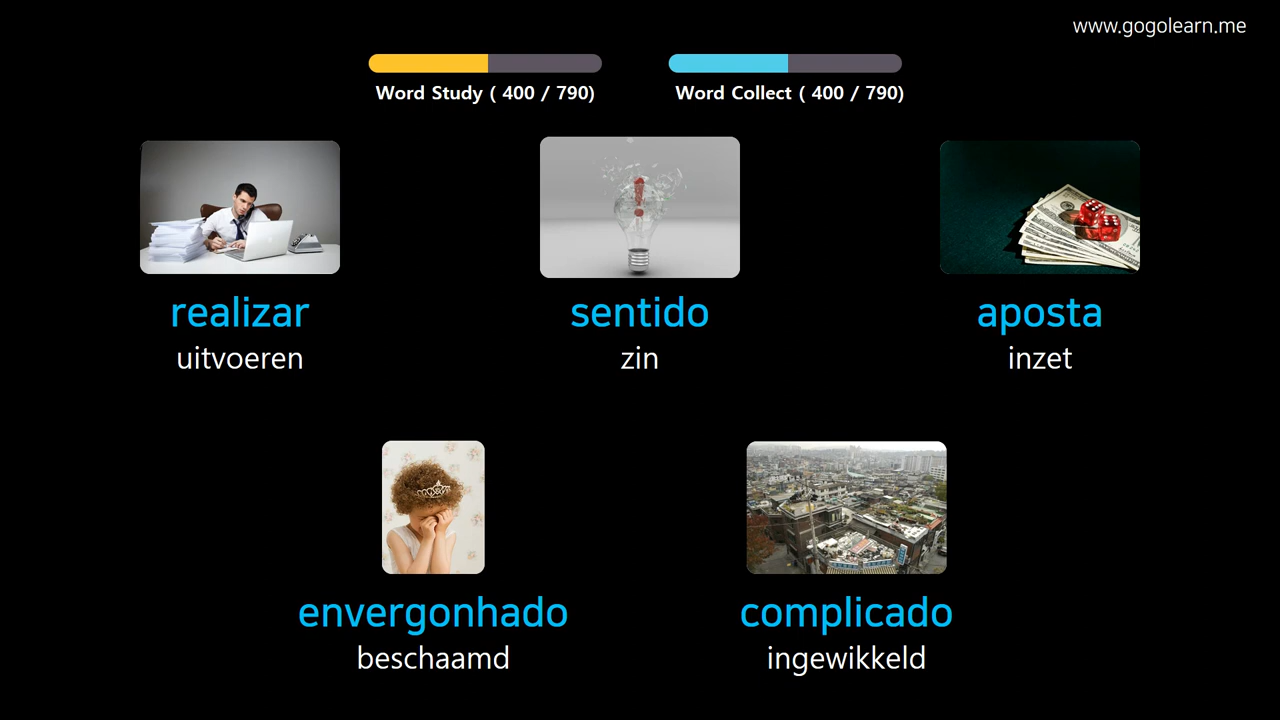 www.gogolearn.me
Word Study ( 400 / 790)
Word Collect ( 400 / 790)
realizar
uitvoeren
sentido
zin
aposta
inzet
envergonhado
beschaamd
complicado
ingewikkeld